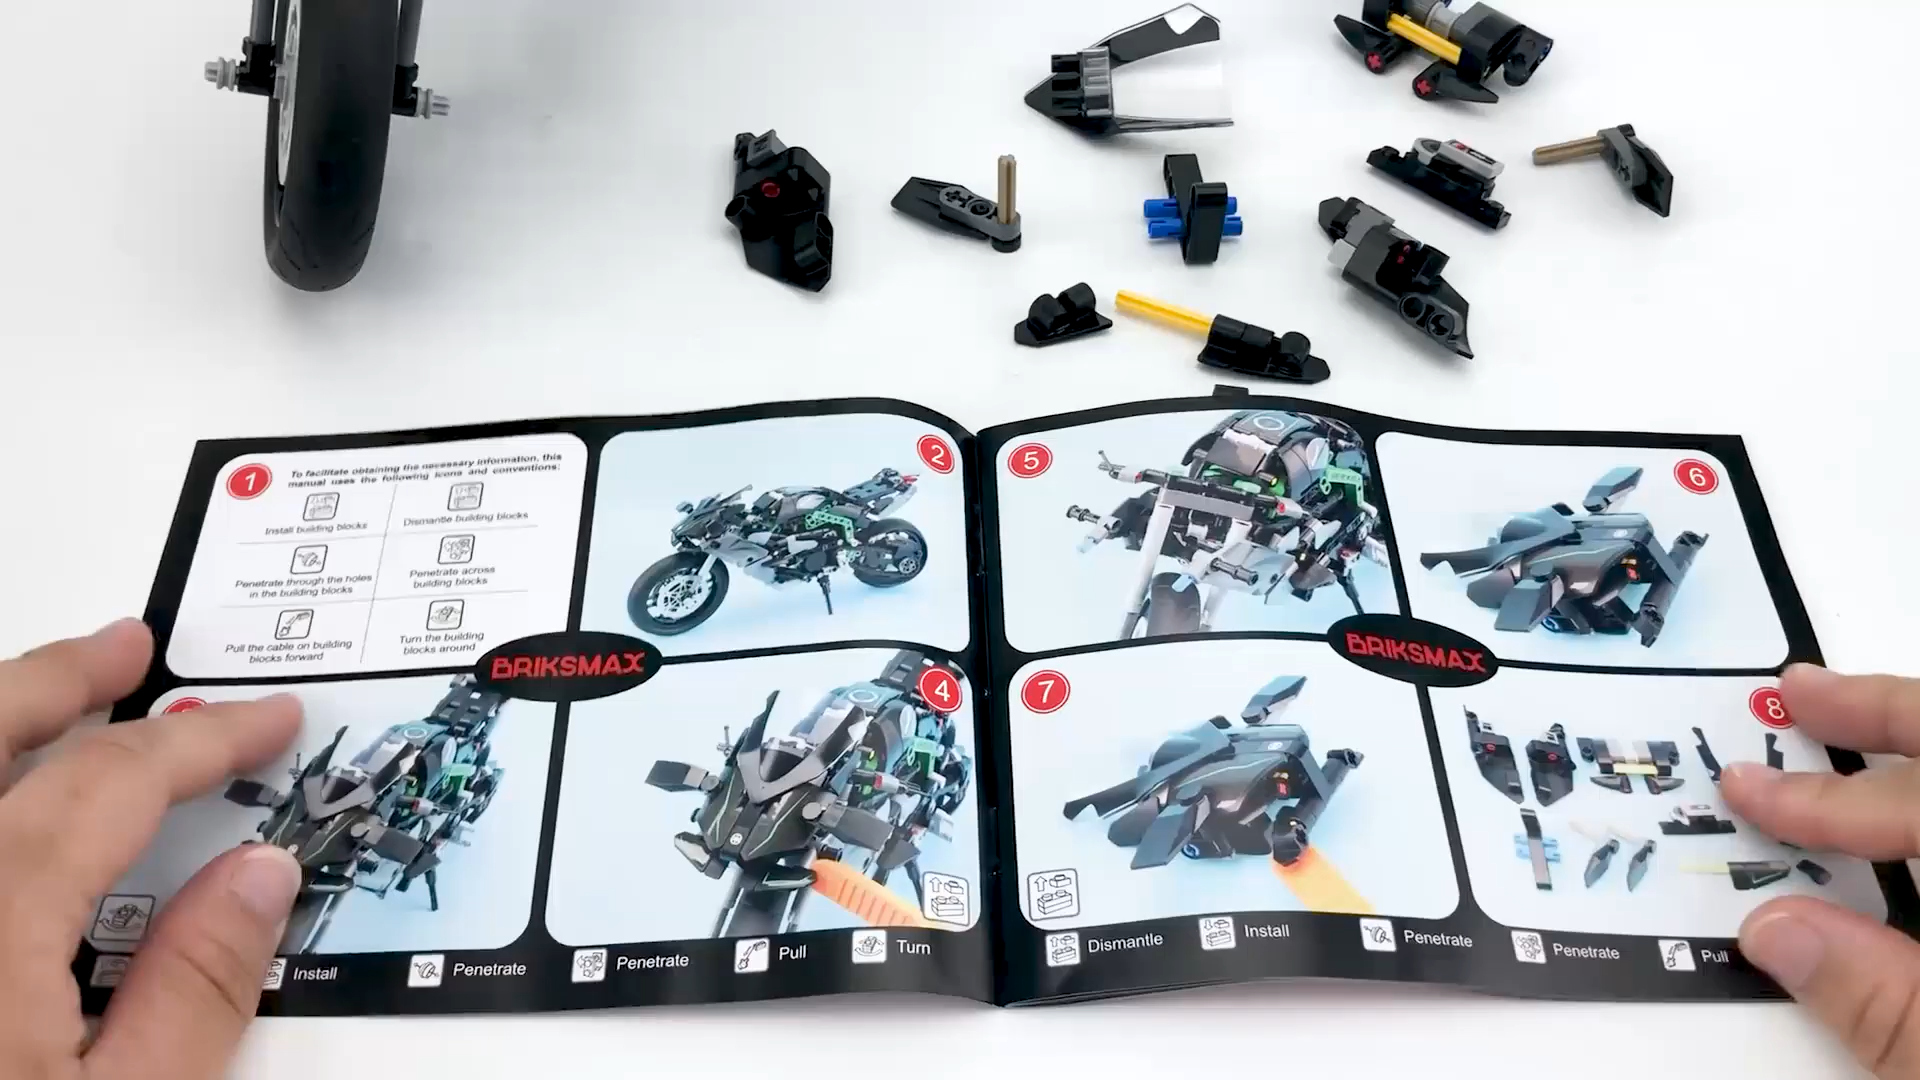 1
To facilitate obtaining the necessary information, this
manual uses the following icons and conventions:
Install building blocks
Dismantle building blocks
Penetrate through the holes
in the building blocks
Penetrate across
building blocks
Pull the cable on building
blocks forward
Turn the building
blocks around
2
BRIKSMAX
4
Install
Penetrate
Penetrate
Pull
Turn
5
6
BRIKSMAX
7
8
Dismantle
Install
Penetrate
Penetrate
Pull